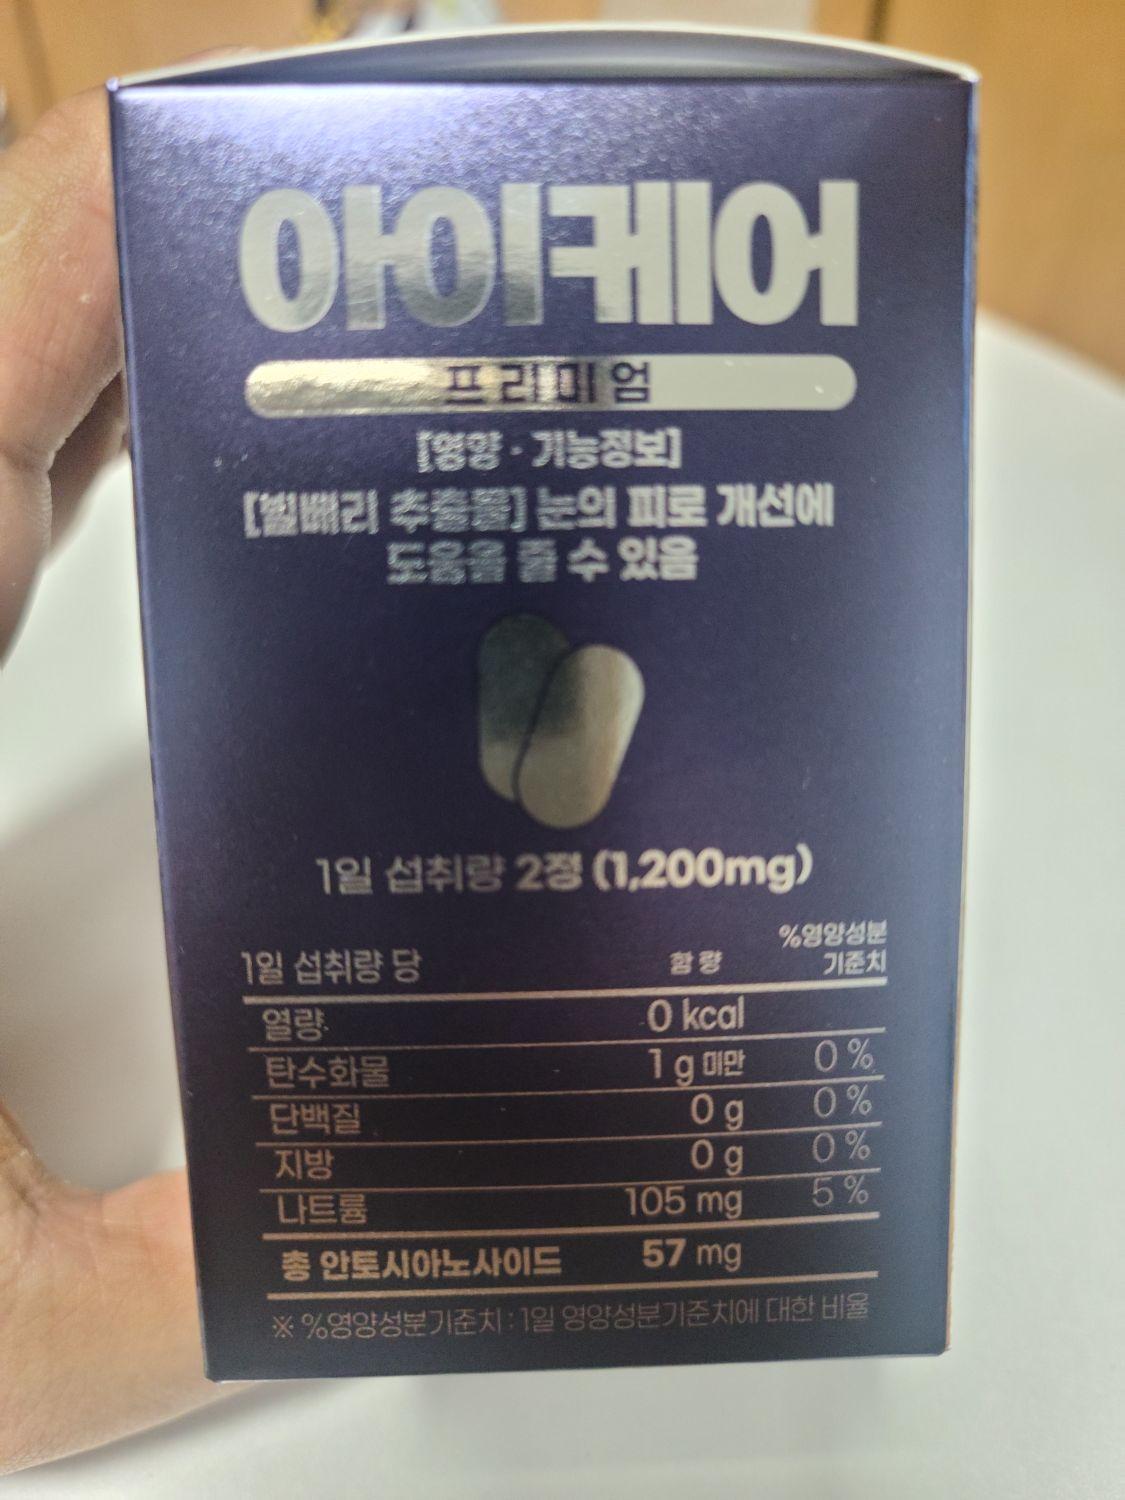 아이케어
프리미엄
[영양·기능정보]
[빌베리 추출물] 눈의 피로 개선에
도움을 줄 수 있음
1일 섭취량 2정 (1,200mg)
1일 섭취량 당 함량 %영양성분
기준치
열량 0 kcal
탄수화물 1 g 미만 0 %
단백질 0 g 0 %
지방 0 g 0 %
나트륨 105 mg 5 %
총 안토시아노사이드 57 mg
※ %영양성분기준치 : 1일 영양성분기준치에 대한 비율